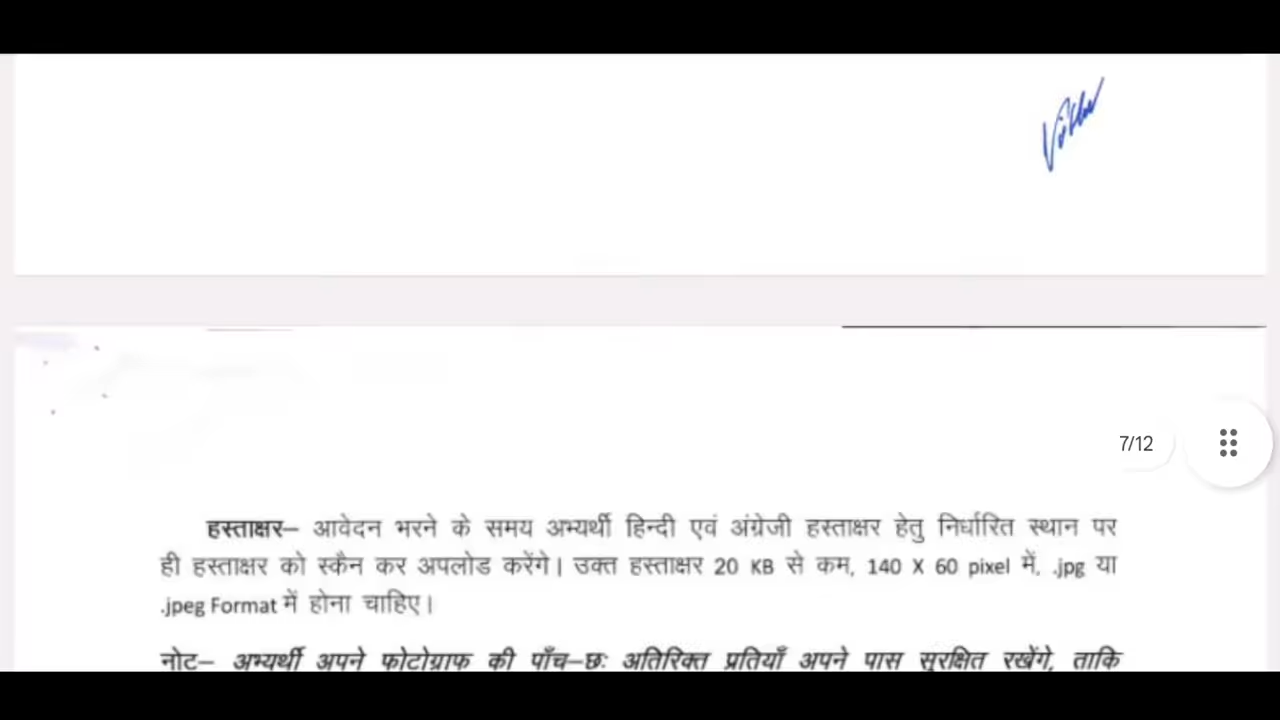 7/12
हस्ताक्षर– आवेदन भरने के समय अभ्यर्थी हिन्दी एवं अंग्रेजी हस्ताक्षर हेतु निर्धारित स्थान पर
ही हस्ताक्षर को स्कैन कर अपलोड करेंगे। उक्त हस्ताक्षर 20 KB से कम, 140 X 60 pixel में, .jpg या
.jpeg Format में होना चाहिए।
नोट– अभ्यर्थी अपने फोटोग्राफ की पाँच–छः अतिरिक्त प्रतियाँ अपने पास सुरक्षित रखेंगे, ताकि